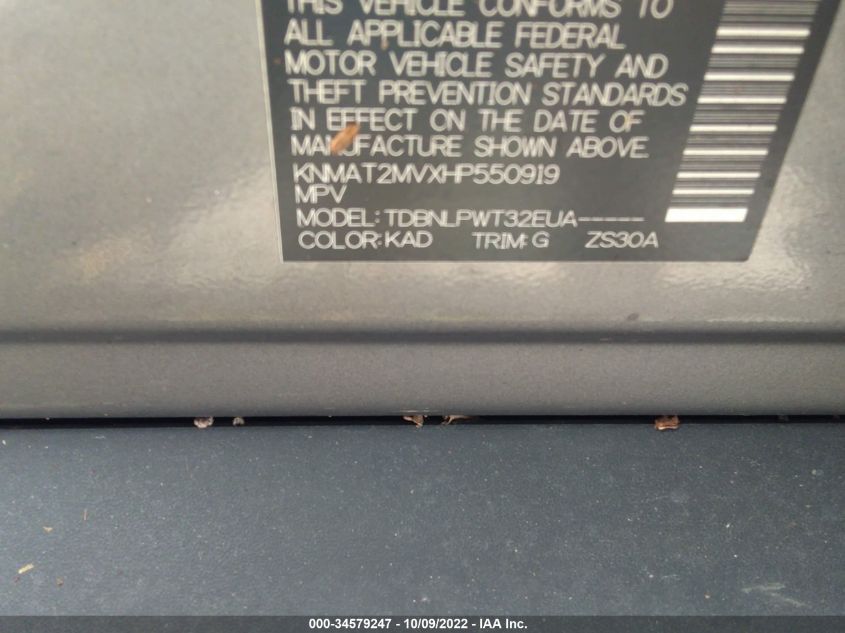 THIS VEHICLE CONFORMS TO
ALL APPLICABLE FEDERAL
MOTOR VEHICLE SAFETY AND
THEFT PREVENTION STANDARDS
IN EFFECT ON THE DATE OF
MANUFACTURE SHOWN ABOVE.
KNMAT2MVXHP550919
MPV
MODEL: TDBNLPWT32EUA-----
COLOR: KAD TRIM: G ZS30A
000-34579247 - 10/09/2022 - IAA Inc.